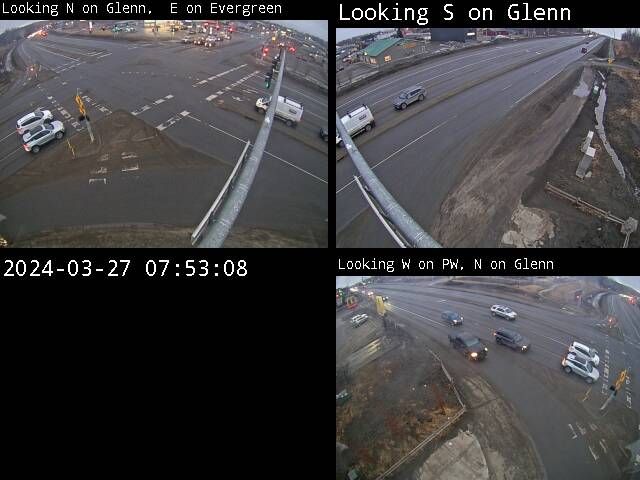 Looking N on Glenn,  E on Evergreen
Looking S on Glenn
2024-03-27 07:53:08
Looking W on PW, N on Glenn